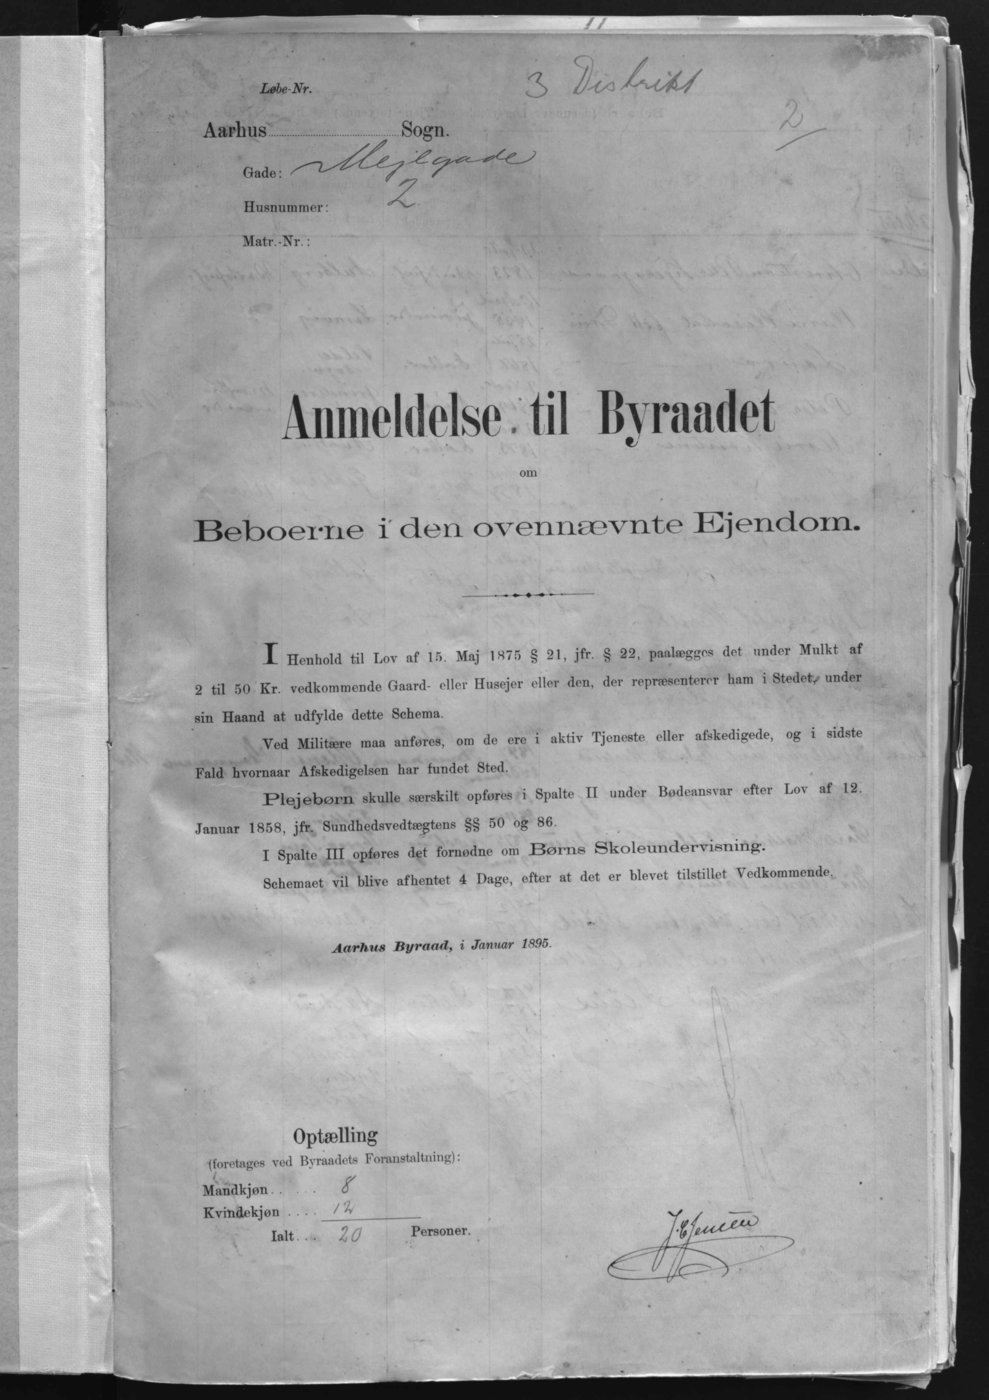 Løbe-Nr.
3 Distrikt
2
Aarhus Sogn.
Gade: Mejlgade
Husnummer: 2
Matr.-Nr.:
Anmeldelse til Byraadet
om
Beboerne i den ovennævnte Ejendom.
I Henhold til Lov af 15. Maj 1875 § 21, jfr. § 22, paalægges det under Mulkt af
2 til 50 Kr. vedkommende Gaard- eller Husejer eller den, der repræsenterer ham i Stedet, under
sin Haand at udfylde dette Schema.
Ved Militære maa anføres, om de ere i aktiv Tjeneste eller afskedigede, og i sidste
Fald hvornaar Afskedigelsen har fundet Sted.
Plejebørn skulle særskilt opføres i Spalte II under Bødeansvar efter Lov af 12.
Januar 1858, jfr. Sundhedsvedtægtens §§ 50 og 86.
I Spalte III opføres det fornødne om Børns Skoleundervisning.
Schemaet vil blive afhentet 4 Dage, efter at det er blevet tilstillet Vedkommende.
Aarhus Byraad, i Januar 1895.
Optælling
(foretages ved Byraadets Foranstaltning):
Mandkjøn..... 8
Kvindekjøn .... 12
Ialt... 20 Personer.
J. E. Jensen